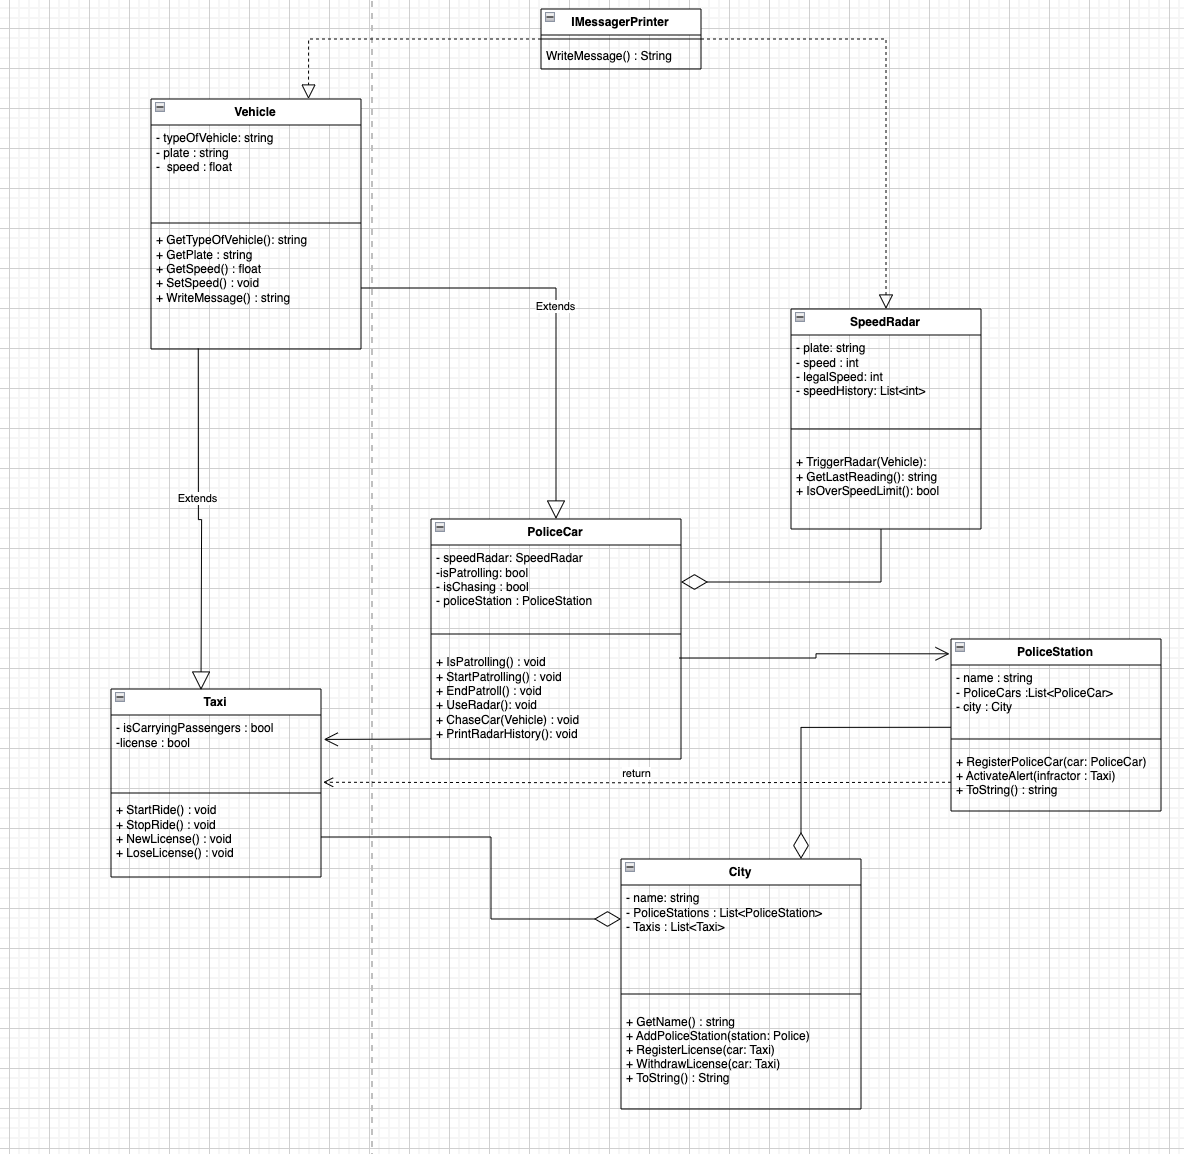 IMessagerPrinter
WriteMessage() : String
Vehicle
- typeOfVehicle: string
- plate : string
-  speed : float
+ GetTypeOfVehicle(): string
+ GetPlate : string
+ GetSpeed() : float
+ SetSpeed() : void
+ WriteMessage() : string
Extends
SpeedRadar
- plate: string
- speed : int
- legalSpeed: int
- speedHistory: List<int>
+ TriggerRadar(Vehicle):
+ GetLastReading(): string
+ IsOverSpeedLimit(): bool
Extends
PoliceCar
- speedRadar: SpeedRadar
-isPatrolling: bool
- isChasing : bool
- policeStation : PoliceStation
+ IsPatrolling() : void
+ StartPatrolling() : void
+ EndPatroll() : void
+ UseRadar(): void
+ ChaseCar(Vehicle) : void
+ PrintRadarHistory(): void
PoliceStation
- name : string
- PoliceCars :List<PoliceCar>
- city : City
+ RegisterPoliceCar(car: PoliceCar)
+ ActivateAlert(infractor : Taxi)
+ ToString() : string
Taxi
- isCarryingPassengers : bool
-license : bool
+ StartRide() : void
+ StopRide() : void
+ NewLicense() : void
+ LoseLicense() : void
return
City
- name: string
- PoliceStations : List<PoliceStation>
- Taxis : List<Taxi>
+ GetName() : string
+ AddPoliceStation(station: Police)
+ RegisterLicense(car: Taxi)
+ WithdrawLicense(car: Taxi)
+ ToString() : String